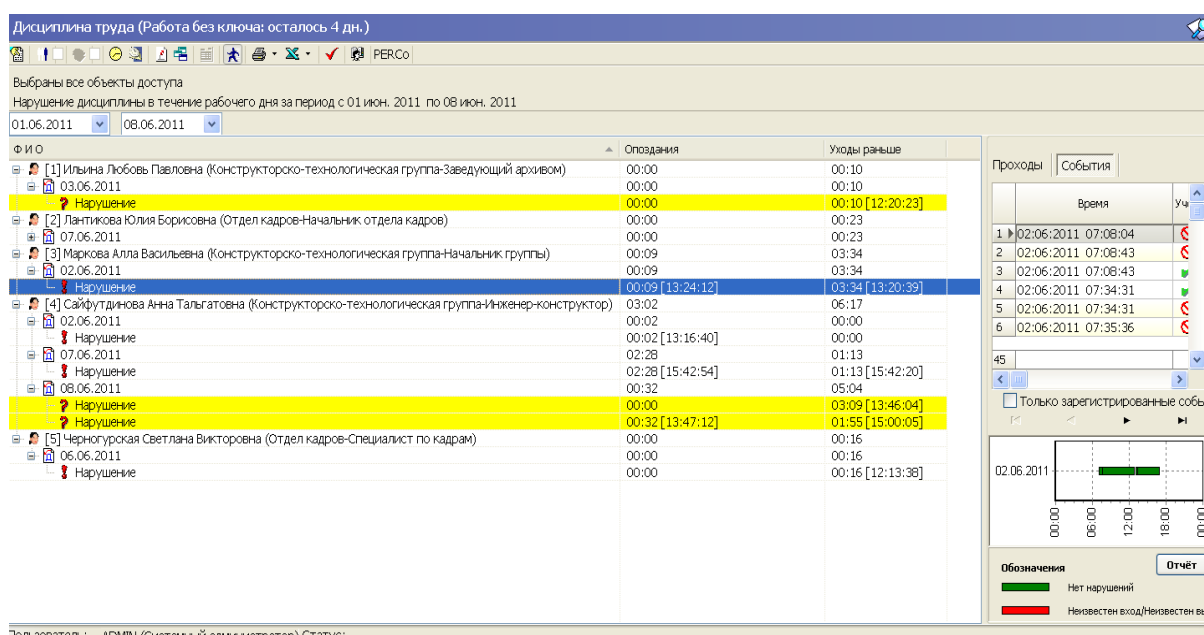 Дисциплина труда (Работа без ключа: осталось 4 дн.)
PERCo
Выбраны все объекты доступа
Нарушение дисциплины в течение рабочего дня за период с 01 июн. 2011 по 08 июн. 2011
01.06.2011 08.06.2011
Ф И О Опоздания Уходы раньше
[1] Ильина Любовь Павловна (Конструкторско-технологическая группа-Заведующий архивом) 00:00 00:10
03.06.2011 00:00 00:10
Нарушение 00:00 00:10 [12:20:23]
[2] Лантикова Юлия Борисовна (Отдел кадров-Начальник отдела кадров) 00:00 00:23
07.06.2011 00:00 00:23
[3] Маркова Алла Васильевна (Конструкторско-технологическая группа-Начальник группы) 00:09 03:34
02.06.2011 00:09 03:34
Нарушение 00:09 [13:24:12] 03:34 [13:20:39]
[4] Сайфутдинова Анна Тальгатовна (Конструкторско-технологическая группа-Инженер-конструктор) 03:02 06:17
02.06.2011 00:02 00:00
Нарушение 00:02 [13:16:40] 00:00
07.06.2011 02:28 01:13
Нарушение 02:28 [15:42:54] 01:13 [15:42:20]
08.06.2011 00:32 05:04
Нарушение 00:00 03:09 [13:46:04]
Нарушение 00:32 [13:47:12] 01:55 [15:00:05]
[5] Черногурская Светлана Викторовна (Отдел кадров-Специалист по кадрам) 00:00 00:16
06.06.2011 00:00 00:16
Нарушение 00:00 00:16 [12:13:38]
Проходы События
Время
1 02:06:2011 07:08:04
2 02:06:2011 07:08:43
3 02:06:2011 07:08:43
4 02:06:2011 07:34:31
5 02:06:2011 07:34:31
6 02:06:2011 07:35:36
45
Только зарегистрированные собы
02.06.2011
00:00 06:00 12:00 18:00 00:00
Обозначения Отчёт
Нет нарушений
Неизвестен вход/Неизвестен вы